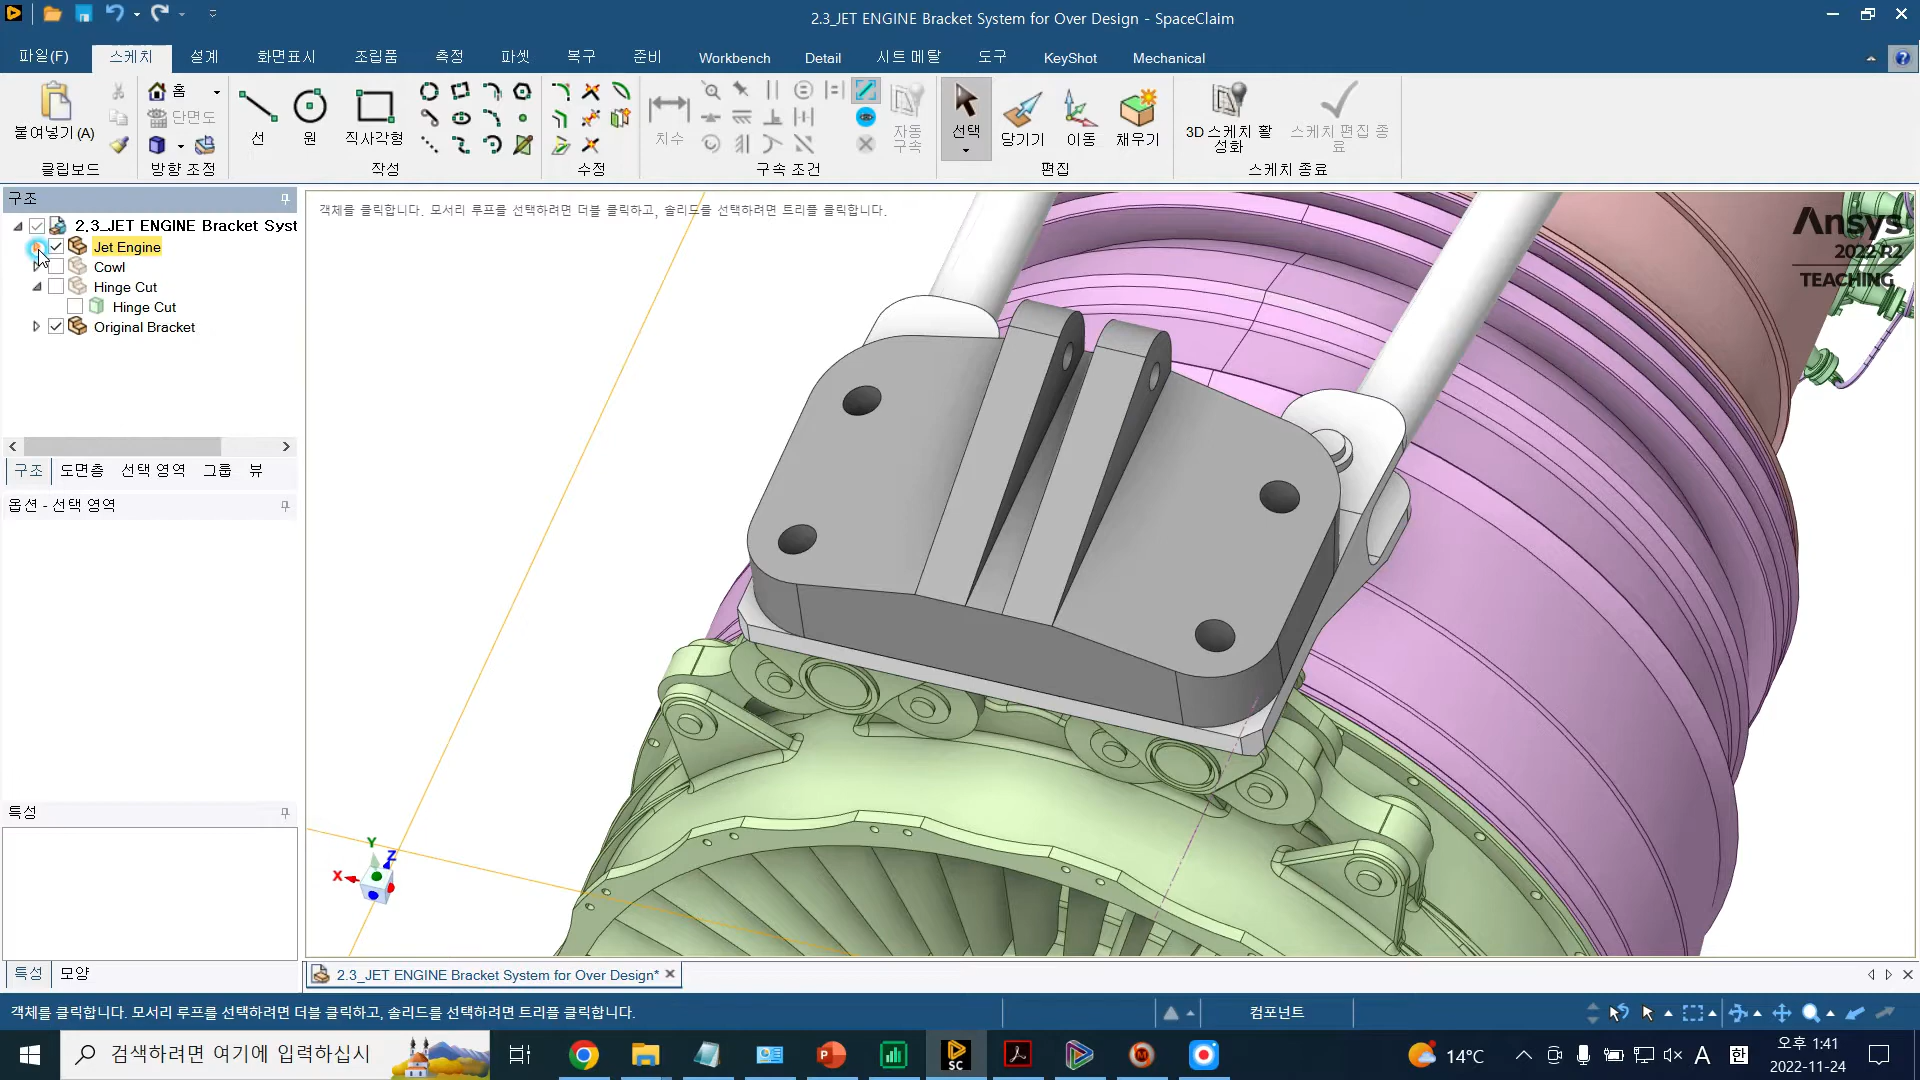 2.3_JET ENGINE Bracket System for Over Design - SpaceClaim
파일(F) 스케치 설계 화면표시 조립품 측정 파셋 복구 준비 Workbench Detail 시트 메탈 도구 KeyShot Mechanical
붙여넣기 (A)
클립보드
홈
단면도
방향 조정
선
원
직사각형
작성
수정
치수
자동 구속
구속 조건
선택
당기기
이동
채우기
편집
3D 스케치 활성화
스케치 편집 종료
스케치 종료
구조
2.3_JET ENGINE Bracket Syst
Jet Engine
Cowl
Hinge Cut
Hinge Cut
Original Bracket
구조 도면층 선택 영역 그룹 뷰
옵션 - 선택 영역
특성
특성 모양
객체를 클릭합니다. 모서리 루프를 선택하려면 더블 클릭하고, 솔리드를 선택하려면 트리플 클릭합니다.
Ansys
2022 R2
TEACHING
Y
Z
X
2.3_JET ENGINE Bracket System for Over Design*
객체를 클릭합니다. 모서리 루프를 선택하려면 더블 클릭하고, 솔리드를 선택하려면 트리플 클릭합니다.
컴포넌트
검색하려면 여기에 입력하십시
SC
14°C
A
한
오후 1:41
2022-11-24